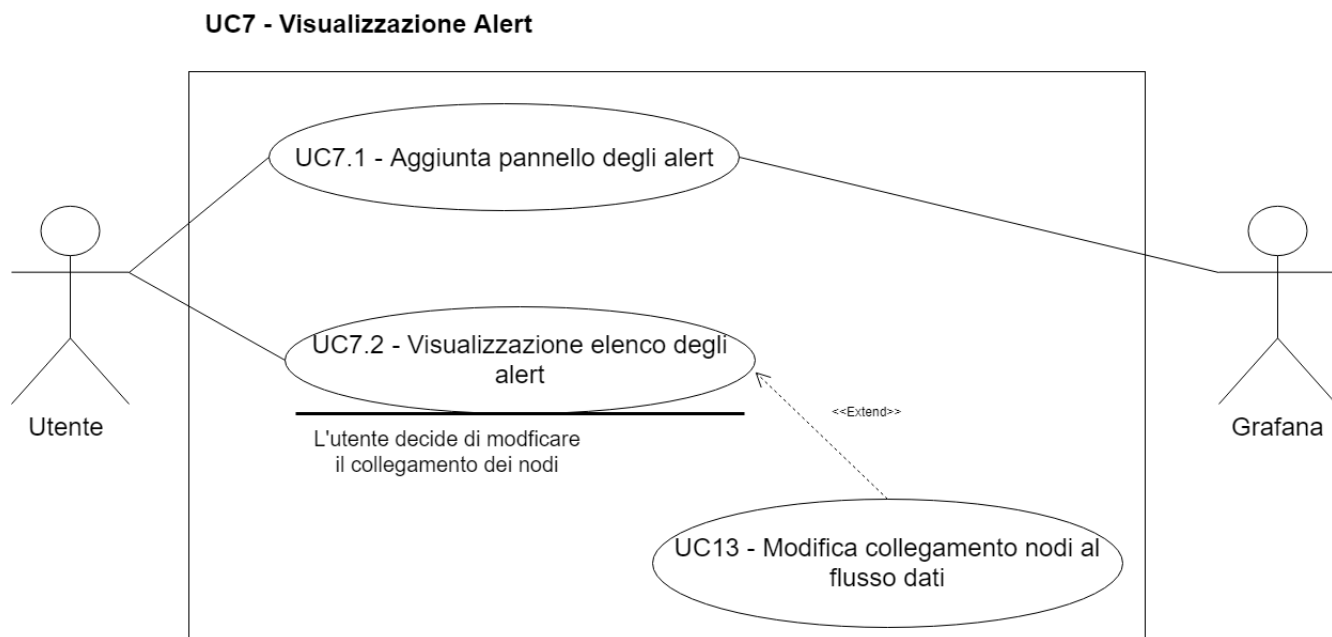 UC7 - Visualizzazione Alert
UC7.1 - Aggiunta pannello degli alert
UC7.2 - Visualizzazione elenco degli
alert
L'utente decide di modficare
il collegamento dei nodi
<<Extend>>
Utente
Grafana
UC13 - Modifica collegamento nodi al
flusso dati